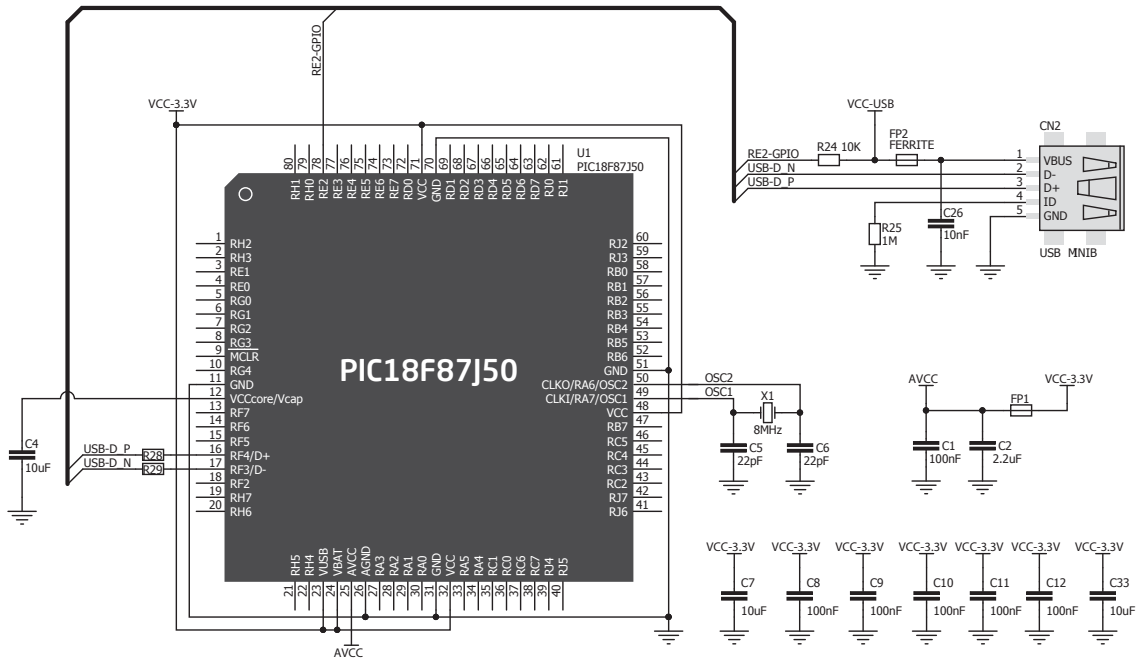 RE2-GPIO
VCC-3.3V
VCC-USB
FP2
FERRITE
R24 10K
CN2
RE2-GPIO
USB-D_N
USB-D_P
1 VBUS
2 D-
3 D+
4 ID
5 GND
USB MINIB
R25
1M
C26
10nF
U1
PIC18F87J50
80 RH1
79 RH0
78 RE2
77 RE3
76 RE4
75 RE5
74 RE6
73 RE7
72 RD0
71 VCC
70 GND
69 RD1
68 RD2
67 RD3
66 RD4
65 RD5
64 RD6
63 RD7
62 RJ0
61 RJ1
1 RH2
2 RH3
3 RE1
4 RE0
5 RG0
6 RG1
7 RG2
8 RG3
9 MCLR
10 RG4
11 GND
12 VCCcore/Vcap
13 RF7
14 RF6
15 RF5
16 RF4/D+
17 RF3/D-
18 RF2
19 RH7
20 RH6
PIC18F87J50
RJ2 60
RJ3 59
RB0 58
RB1 57
RB2 56
RB3 55
RB4 54
RB5 53
RB6 52
GND 51
CLKO/RA6/OSC2 50
CLKI/RA7/OSC1 49
VCC 48
RB7 47
RC5 46
RC4 45
RC3 44
RC2 43
RJ7 42
RJ6 41
21 RH5
22 RH4
23 VUSB
24 VBAT
25 AVCC
26 AGND
27 RA3
28 RA2
29 RA1
30 RA0
31 GND
32 VCC
33 RA5
34 RA4
35 RC1
36 RC0
37 RC6
38 RC7
39 RJ4
40 RJ5
C4
10uF
USB-D_P R28
USB-D_N R29
AVCC
OSC2
OSC1
X1
8MHz
C5
22pF
C6
22pF
AVCC
FP1
VCC-3.3V
C1
100nF
C2
2.2uF
VCC-3.3V VCC-3.3V VCC-3.3V VCC-3.3V VCC-3.3V VCC-3.3V VCC-3.3V
C7 C8 C9 C10 C11 C12 C33
10uF 100nF 100nF 100nF 100nF 100nF 10uF